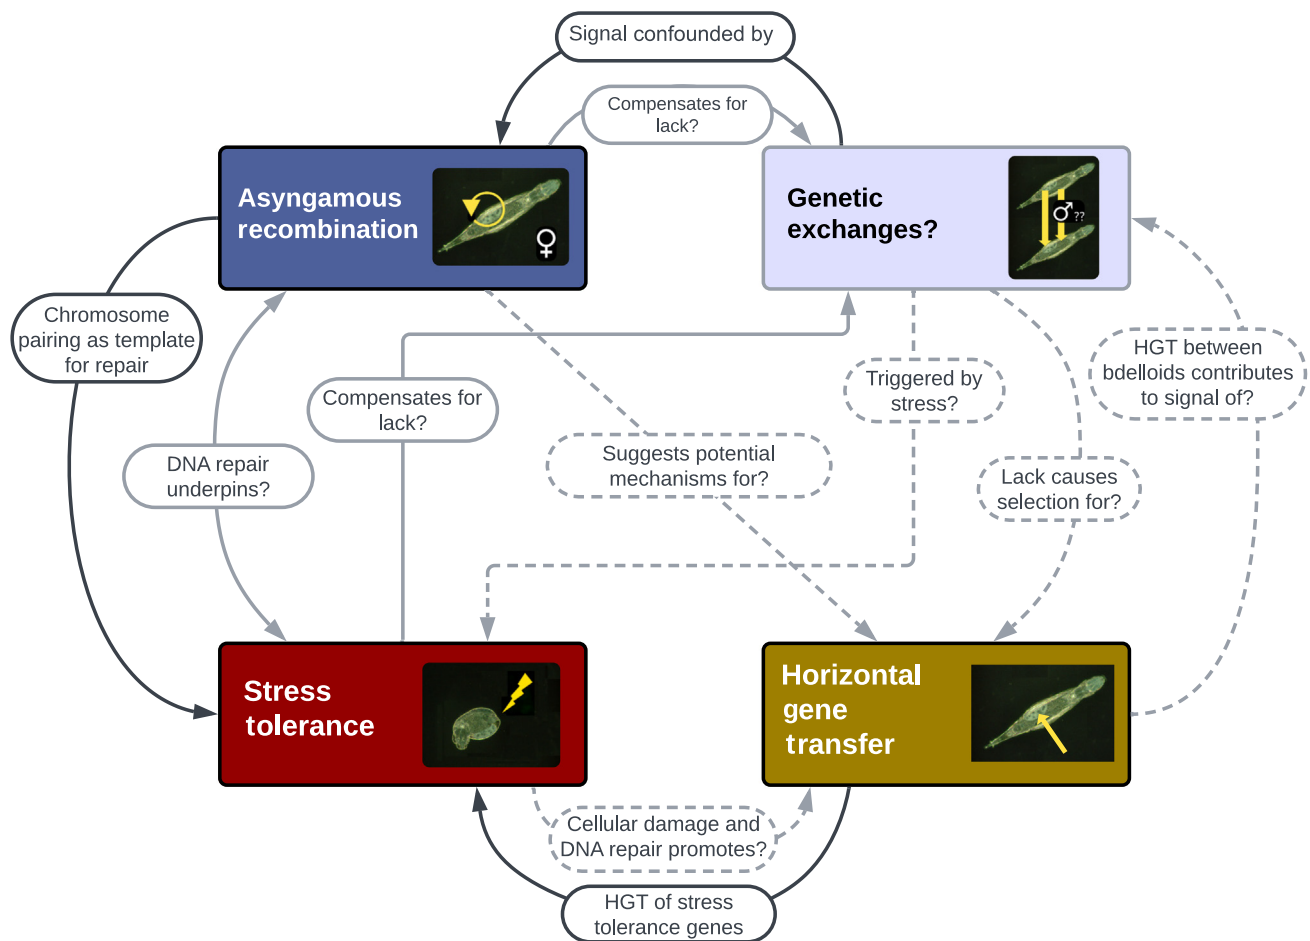 Signal confounded by
Compensates for
lack?
Asyngamous
recombination
♀
Genetic
exchanges?
♂??
Chromosome
pairing as template
for repair
HGT between
bdelloids contributes
to signal of?
Compensates for
lack?
Triggered by
stress?
DNA repair
underpins?
Suggests potential
mechanisms for?
Lack causes
selection for?
Stress
tolerance
Horizontal
gene
transfer
Cellular damage and
DNA repair promotes?
HGT of stress
tolerance genes